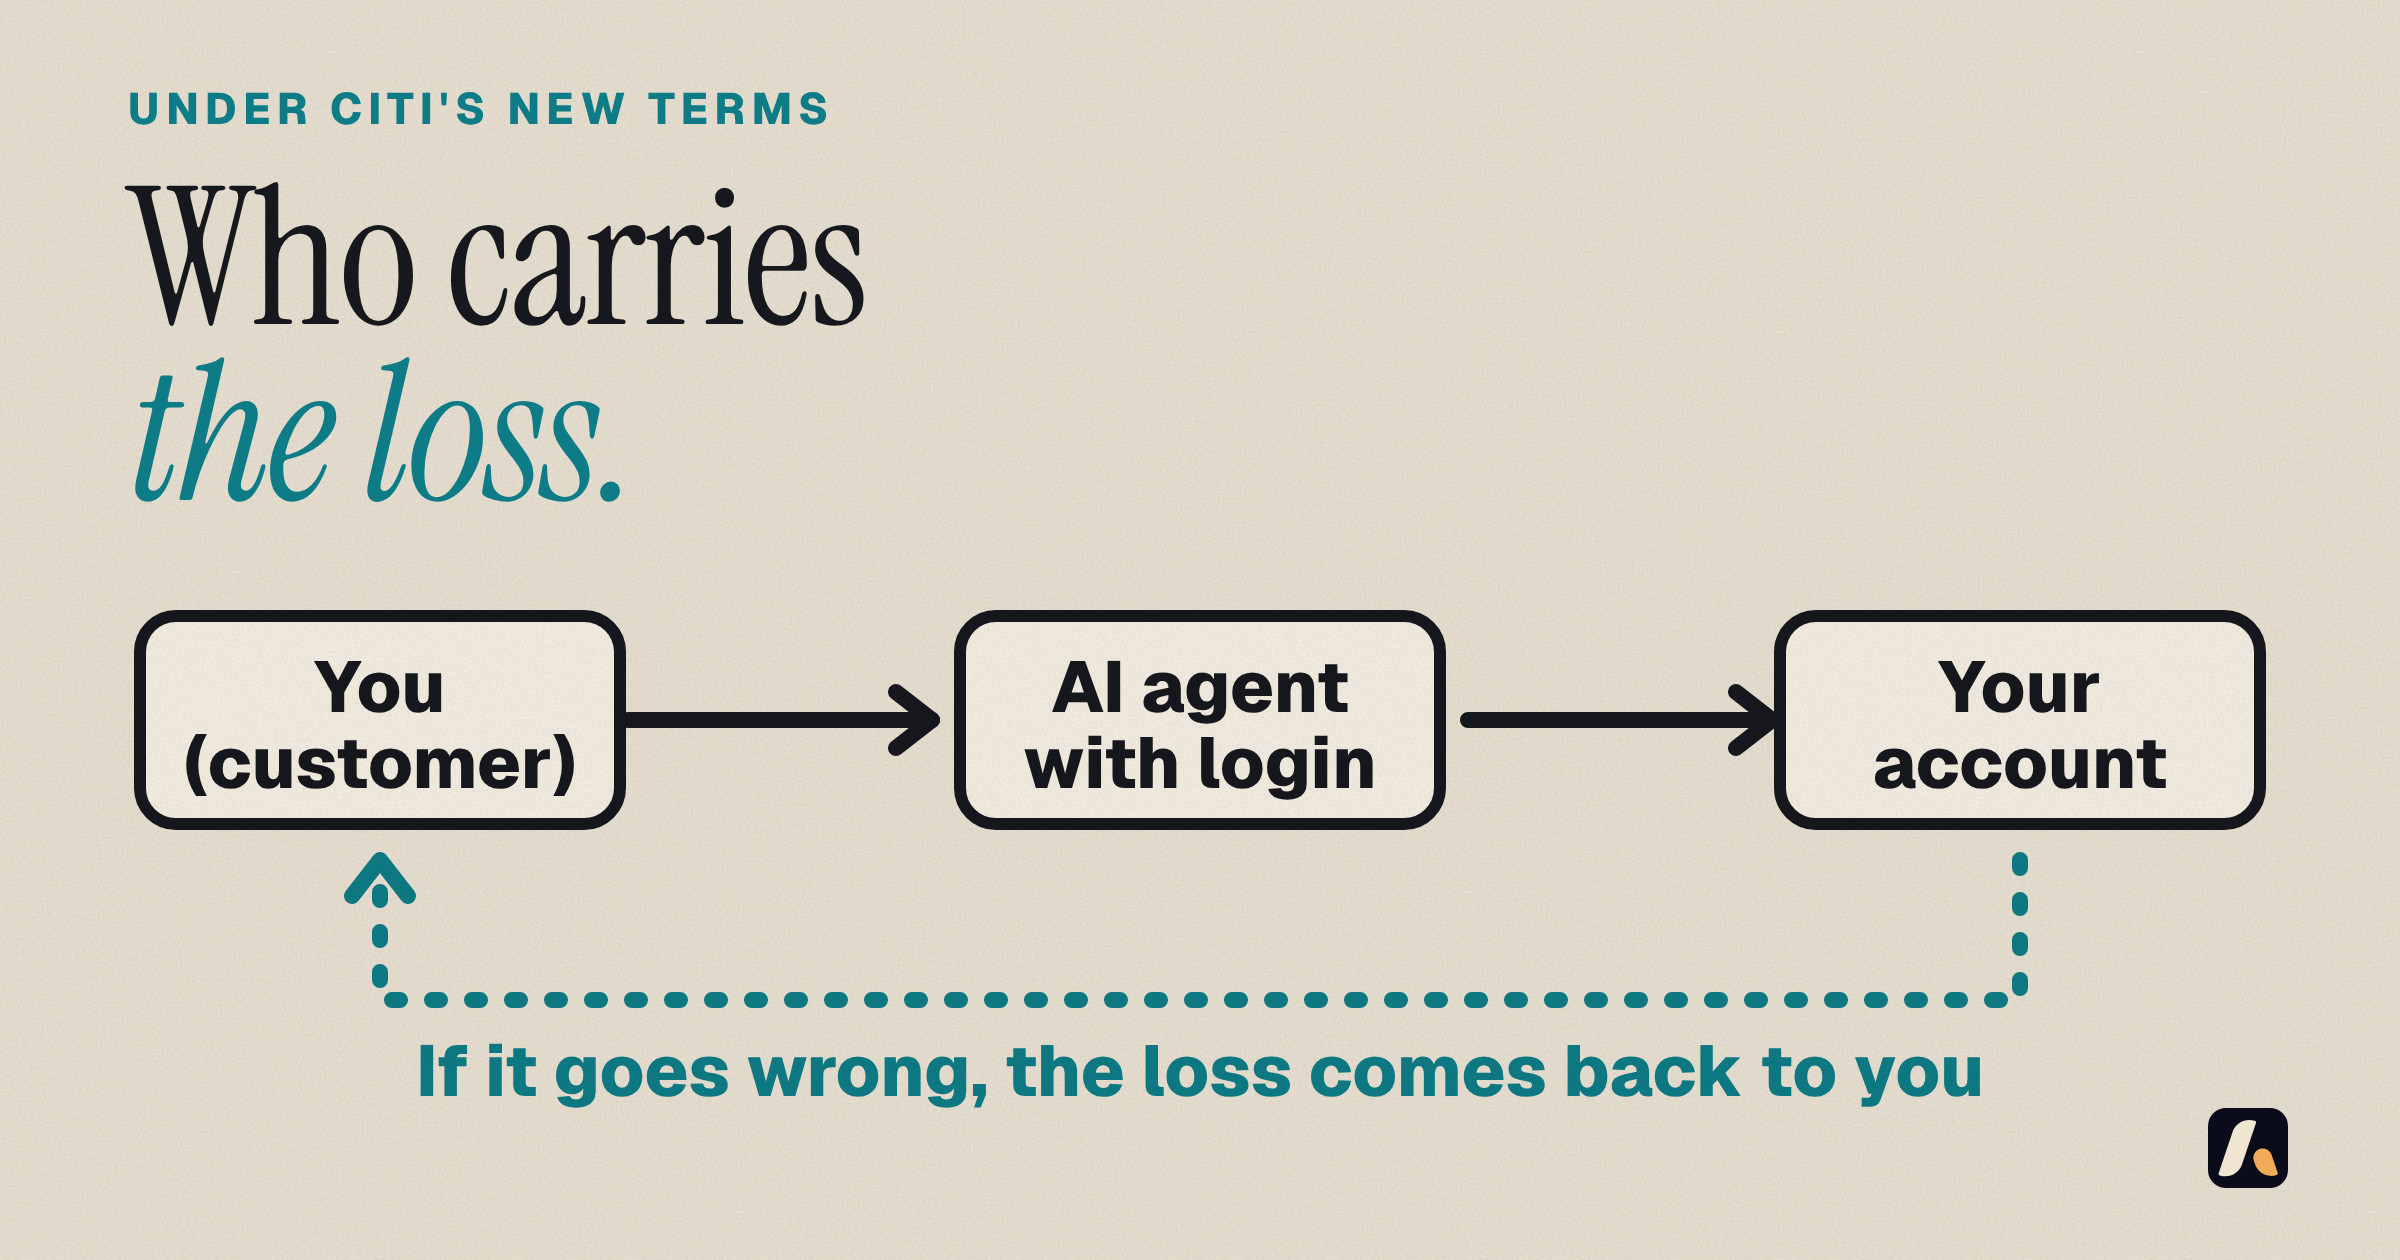 UNDER CITI'S NEW TERMS
Who carries
the loss.
You
(customer)
AI agent
with login
Your
account
If it goes wrong, the loss comes back to you